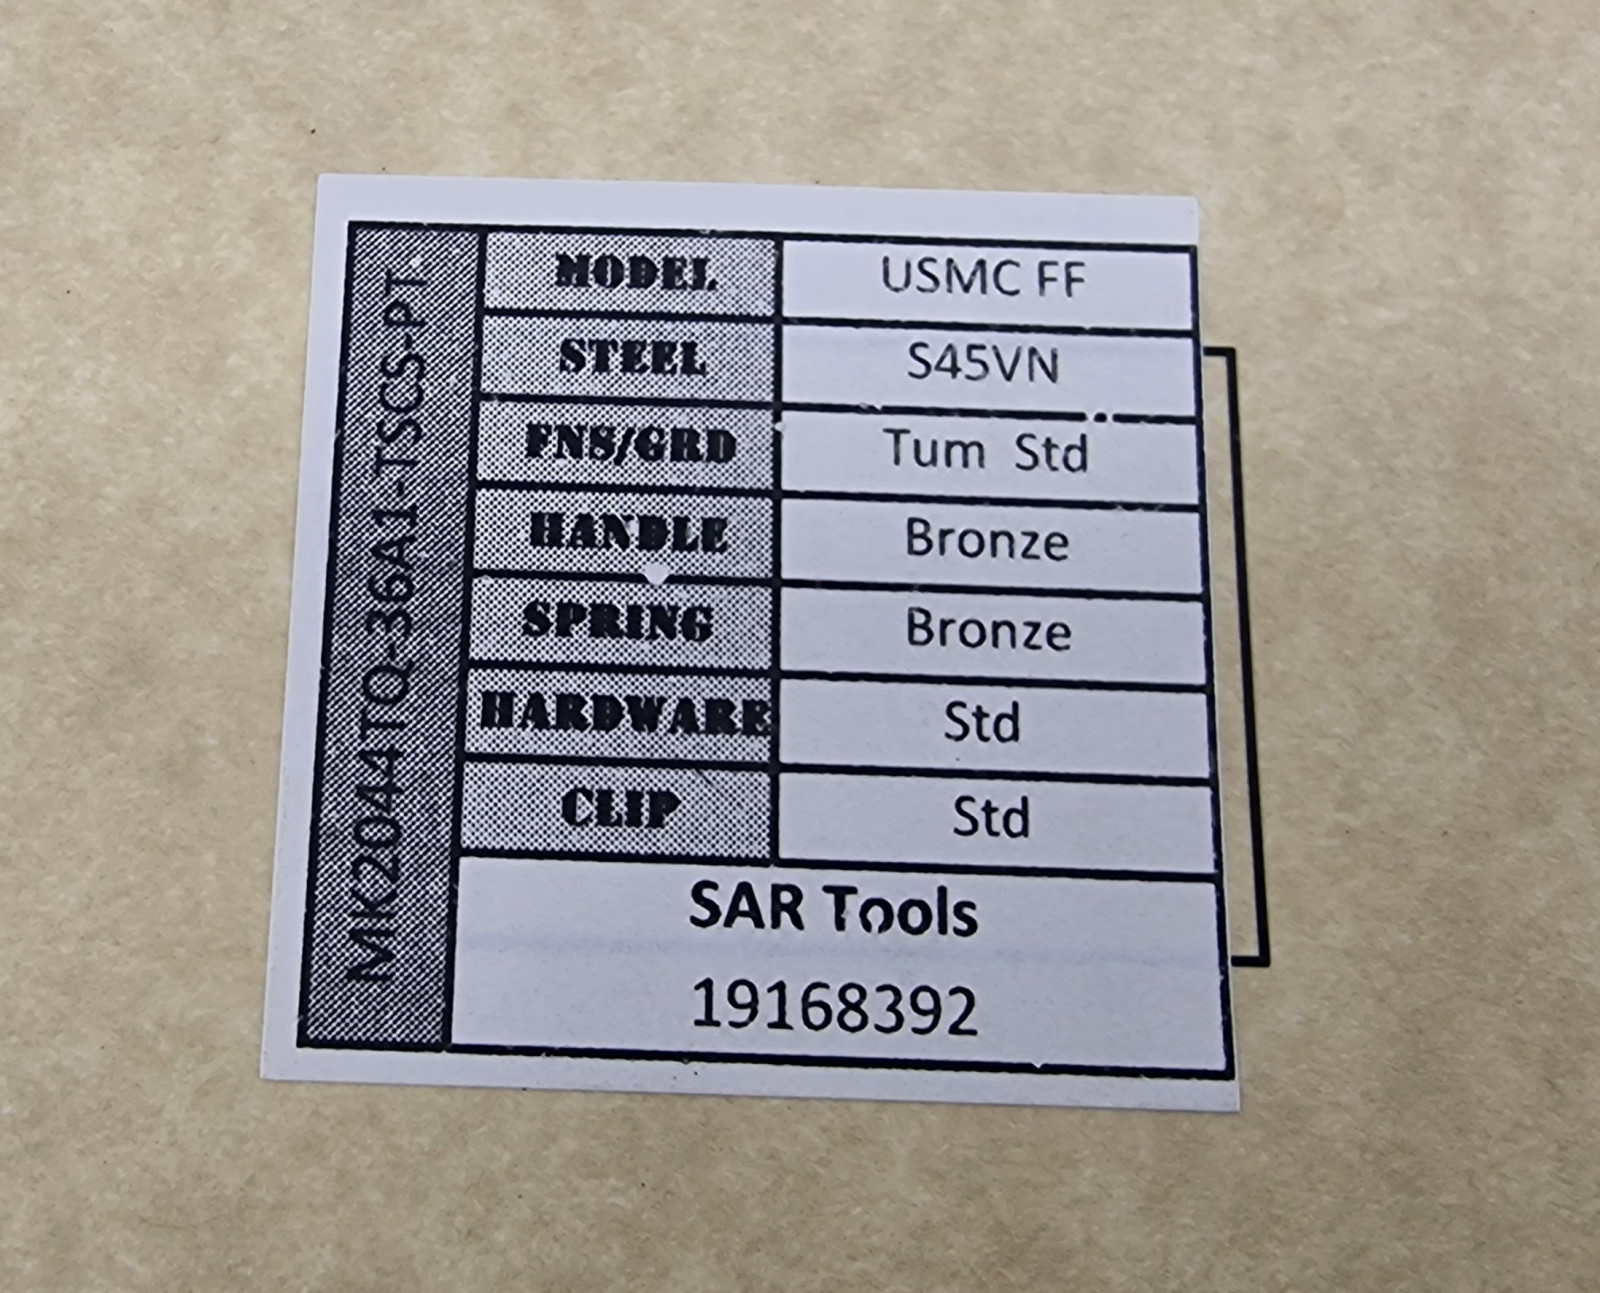 MK2044TQ-36A1-TSCS-PT.
MODEL USMC FF
STEEL S45VN
FNS/GRD Tum Std
HANDLE Bronze
SPRING Bronze
HARDWARE Std
CLIP Std
SAR Tools
19168392